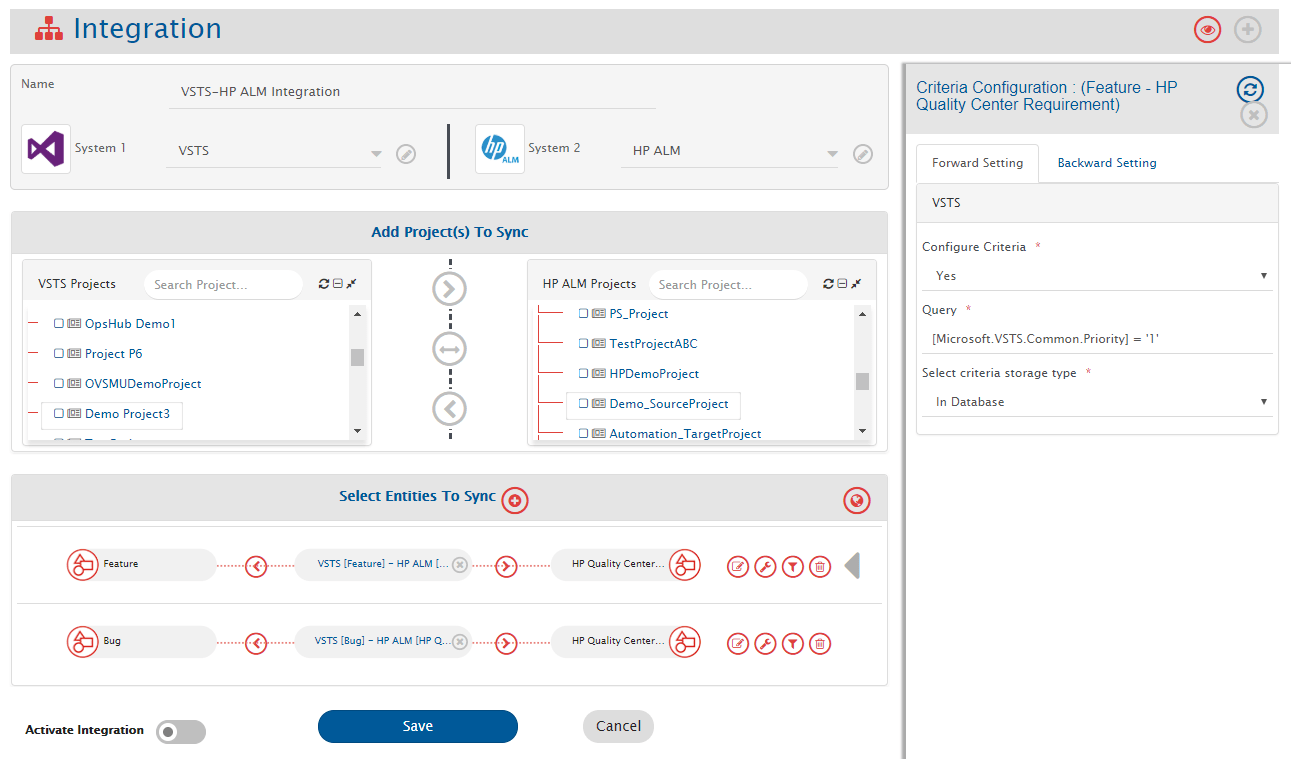 Integration
Name
VSTS-HP ALM Integration
System 1
VSTS
hp
ALM
System 2
HP ALM
Add Project(s) To Sync
VSTS Projects
Search Project...
OpsHub Demo1
Project P6
OVSMUDemoProject
Demo Project3
HP ALM Projects
Search Project...
PS_Project
TestProjectABC
HPDemoProject
Demo_SourceProject
Automation_TargetProject
Select Entities To Sync
Feature
VSTS [Feature] - HP ALM [...
HP Quality Center...
Bug
VSTS [Bug] - HP ALM [HP Q...
HP Quality Center...
Activate Integration
Save
Cancel
Criteria Configuration : (Feature - HP
Quality Center Requirement)
Forward Setting
Backward Setting
VSTS
Configure Criteria *
Yes
Query *
[Microsoft.VSTS.Common.Priority] = '1'
Select criteria storage type *
In Database